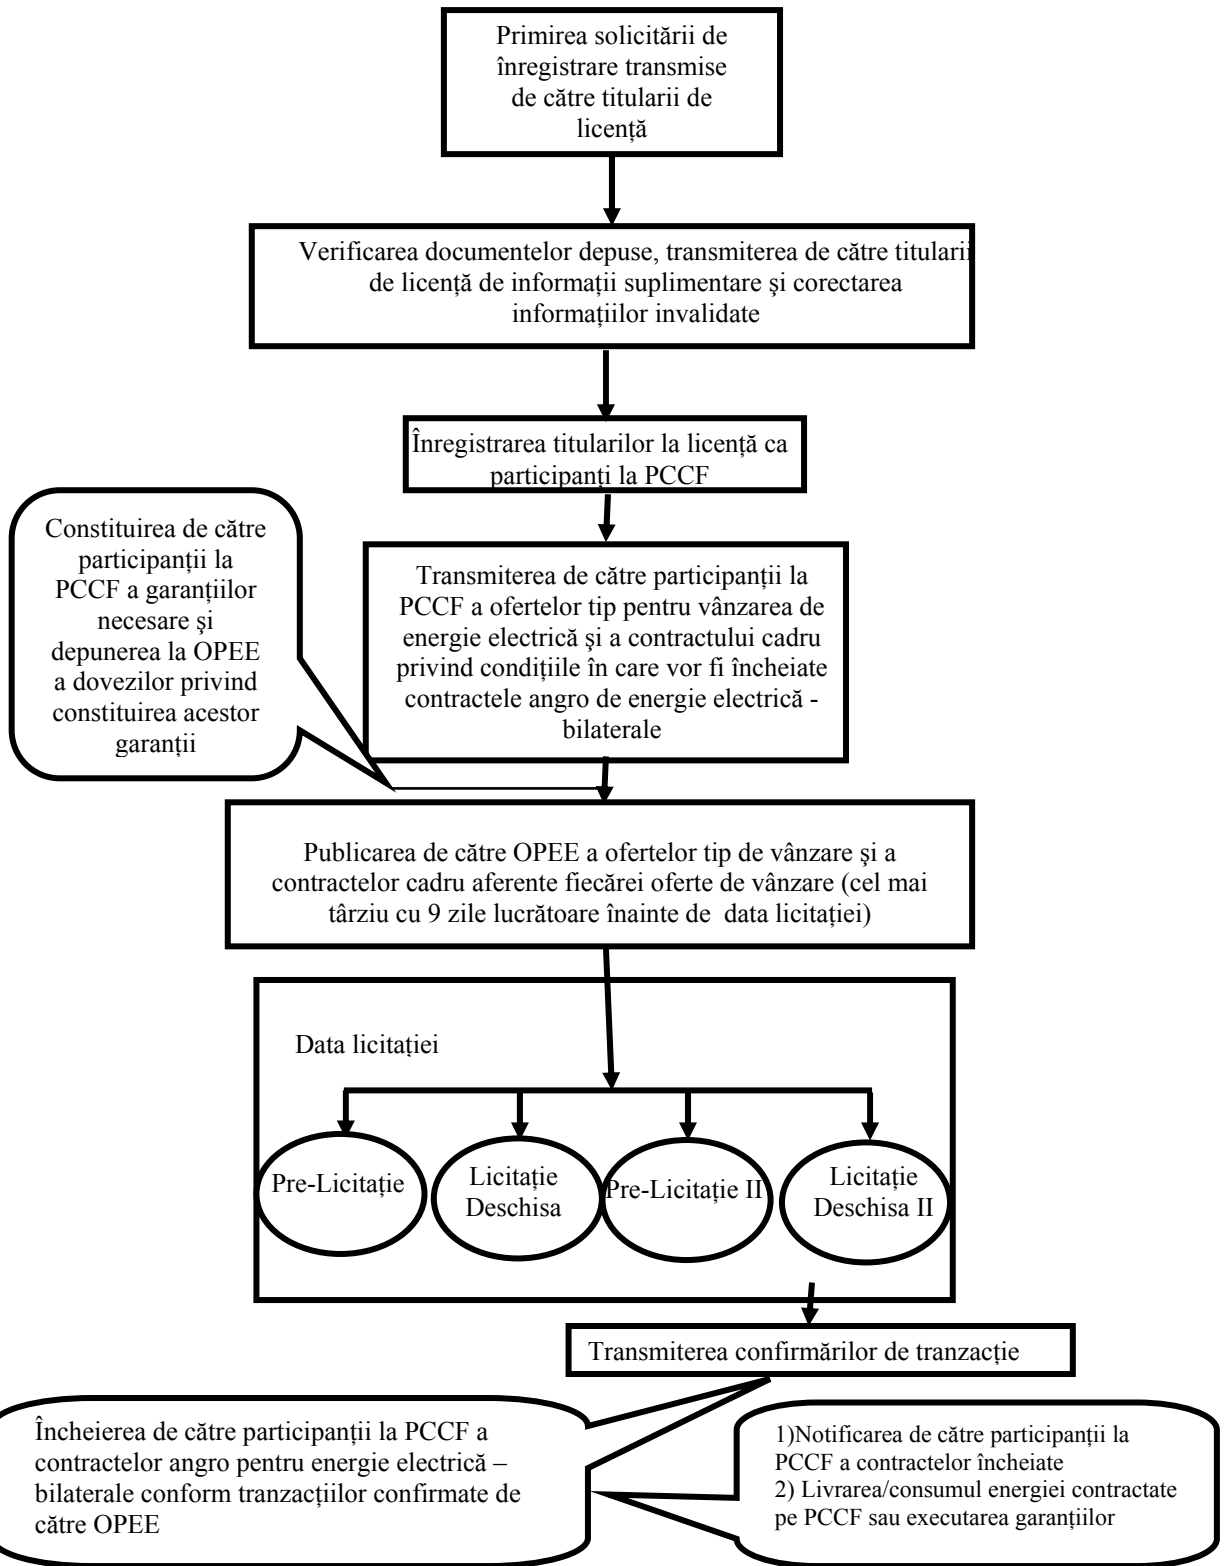 Primirea solicitării de
înregistrare transmise
de către titularii de
licență
Verificarea documentelor depuse, transmiterea de către titularii
de licență de informații suplimentare şi corectarea
informațiilor invalidate
Înregistrarea titularilor la licență ca
participanți la PCCF
Constituirea de către
participanții la
PCCF a garanțiilor
necesare şi
depunerea la OPEE
a dovezilor privind
constituirea acestor
garanții
Transmiterea de către participanții la
PCCF a ofertelor tip pentru vânzarea de
energie electrică şi a contractului cadru
privind condițiile în care vor fi încheiate
contractele angro de energie electrică -
bilaterale
Publicarea de către OPEE a ofertelor tip de vânzare şi a
contractelor cadru aferente fiecărei oferte de vânzare (cel mai
târziu cu 9 zile lucrătoare înainte de data licitației)
Data licitației
Pre-Licitație
Licitație
Deschisa
Pre-Licitație II
Licitație
Deschisa II
Transmiterea confirmărilor de tranzacție
Încheierea de către participanții la PCCF a
contractelor angro pentru energie electrică –
bilaterale conform tranzacțiilor confirmate de
către OPEE
1)Notificarea de către participanții la
PCCF a contractelor încheiate
2) Livrarea/consumul energiei contractate
pe PCCF sau executarea garanțiilor